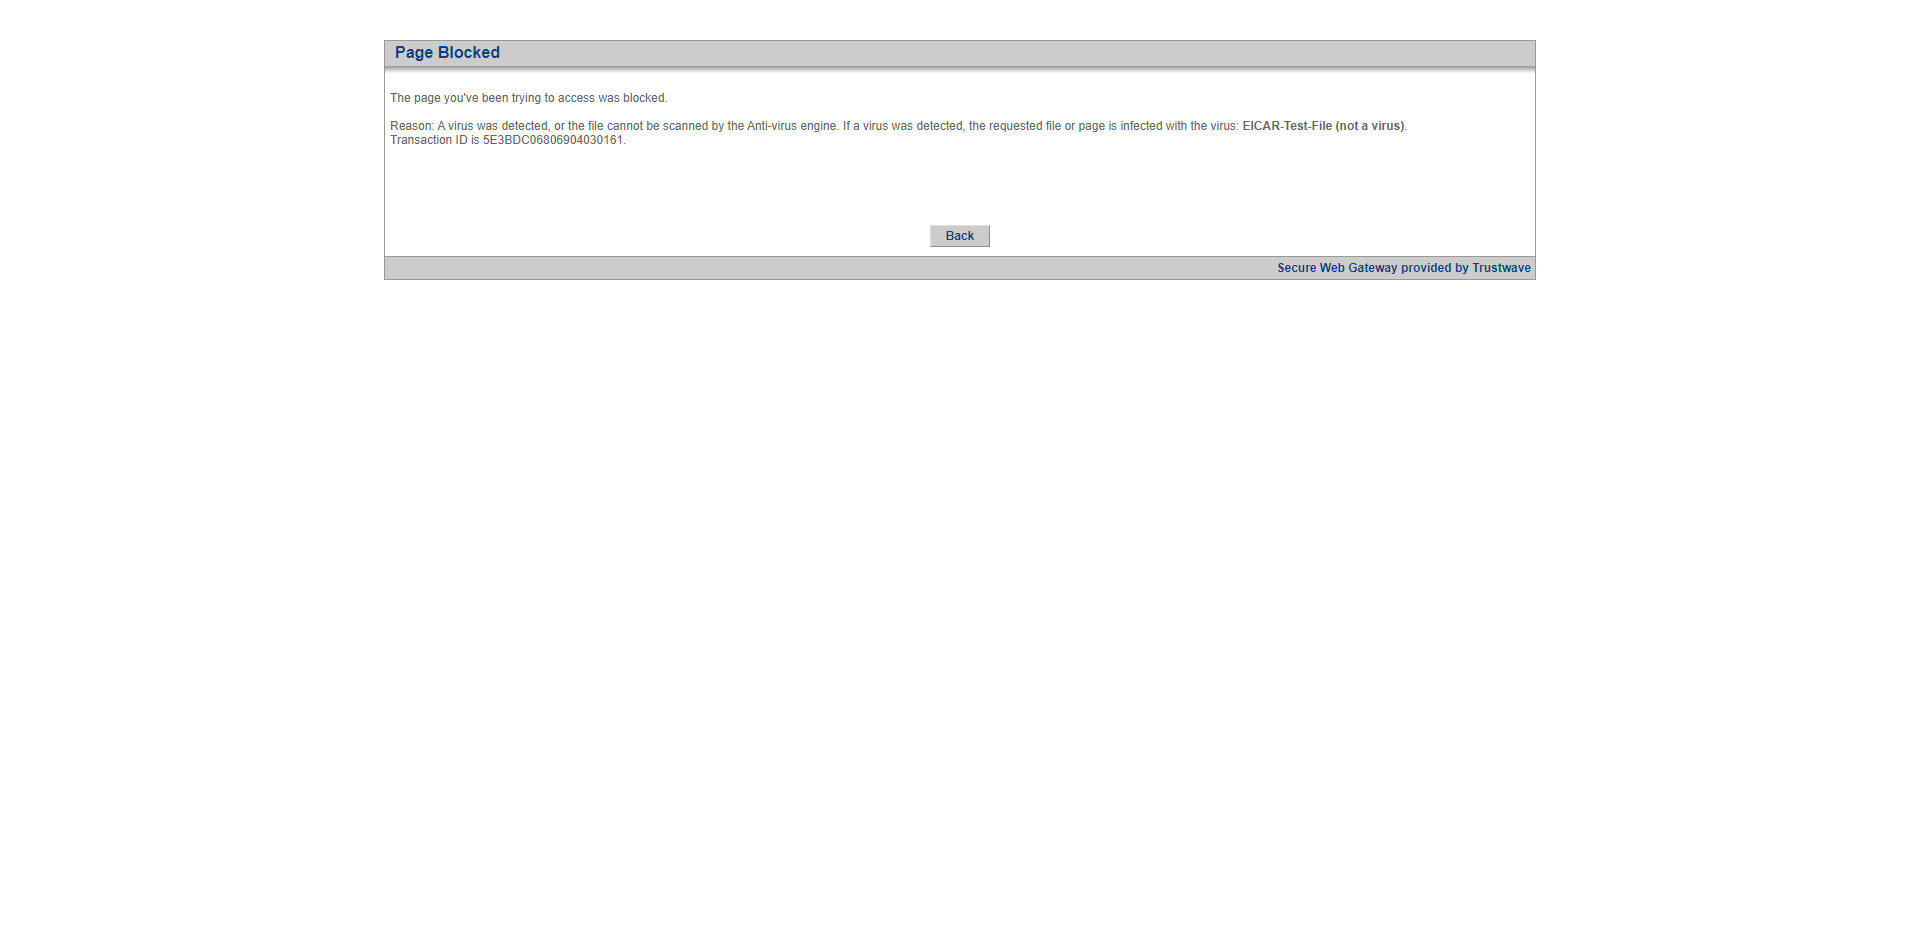 Page Blocked
The page you've been trying to access was blocked.
Reason: A virus was detected, or the file cannot be scanned by the Anti-virus engine. If a virus was detected, the requested file or page is infected with the virus: EICAR-Test-File (not a virus).
Transaction ID is 5E3BDC06806904030161.
Back
Secure Web Gateway provided by Trustwave